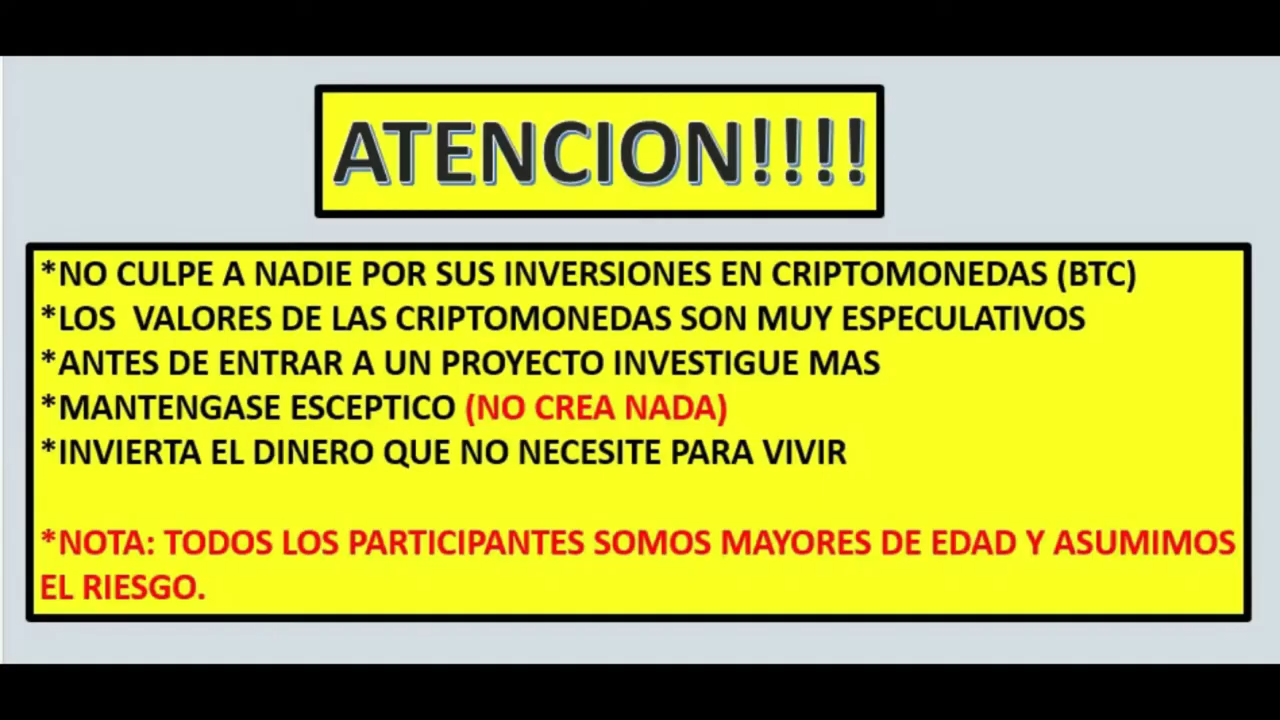 ATENCION!!!!
*NO CULPE A NADIE POR SUS INVERSIONES EN CRIPTOMONEDAS (BTC)
*LOS  VALORES DE LAS CRIPTOMONEDAS SON MUY ESPECULATIVOS
*ANTES DE ENTRAR A UN PROYECTO INVESTIGUE MAS
*MANTENGASE ESCEPTICO (NO CREA NADA)
*INVIERTA EL DINERO QUE NO NECESITE PARA VIVIR
*NOTA: TODOS LOS PARTICIPANTES SOMOS MAYORES DE EDAD Y ASUMIMOS
EL RIESGO.